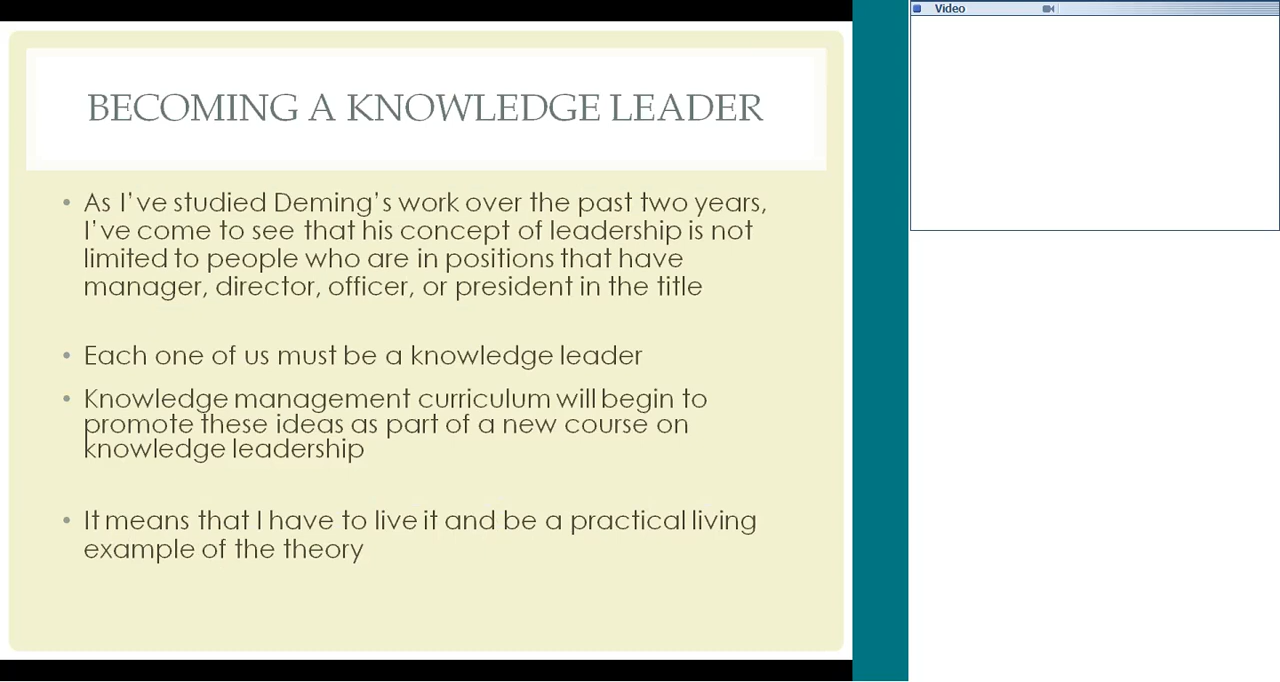 BECOMING A KNOWLEDGE LEADER
• As I've studied Deming's work over the past two years,
I've come to see that his concept of leadership is not
limited to people who are in positions that have
manager, director, officer, or president in the title
• Each one of us must be a knowledge leader
• Knowledge management curriculum will begin to
promote these ideas as part of a new course on
knowledge leadership
• It means that I have to live it and be a practical living
example of the theory
Video